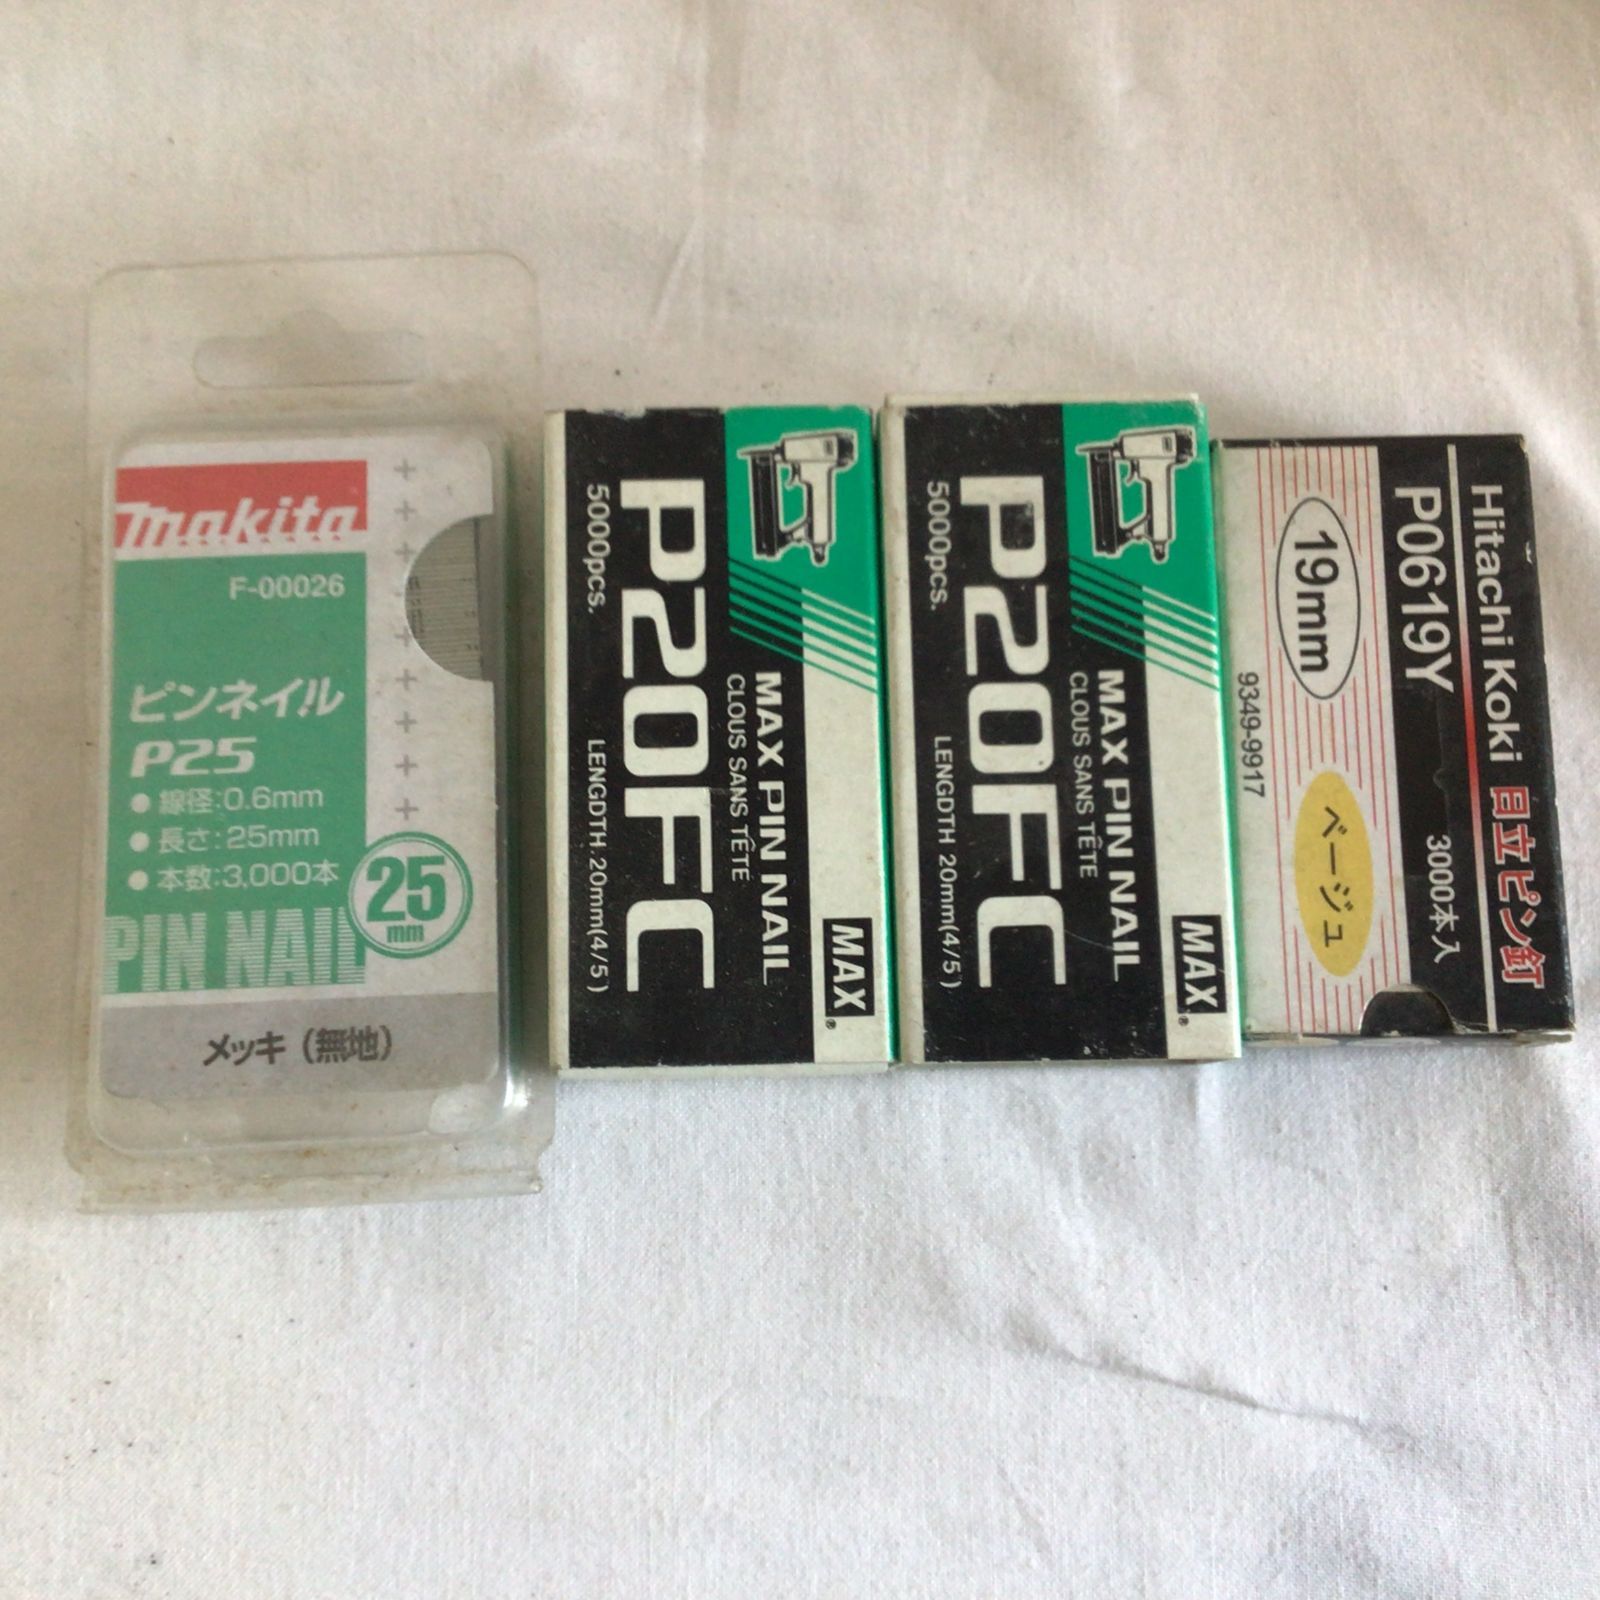 makita
F-00026
ピンネイル
P25
● 線径:0.6mm
● 長さ:25mm
● 本数:3,000本
25
mm
PIN NAIL
メッキ(無地)
MAX PIN NAIL
CLOUS SANS TÊTE
P20FC
5000pcs.
LENGDTH 20mm(4/5)
MAX®
MAX PIN NAIL
CLOUS SANS TÊTE
P20FC
5000pcs.
LENGDTH 20mm(4/5)
MAX®
Hitachi Koki 日立ピン釘
P0619Y
3000本入
19mm
ベージュ
9349-9917